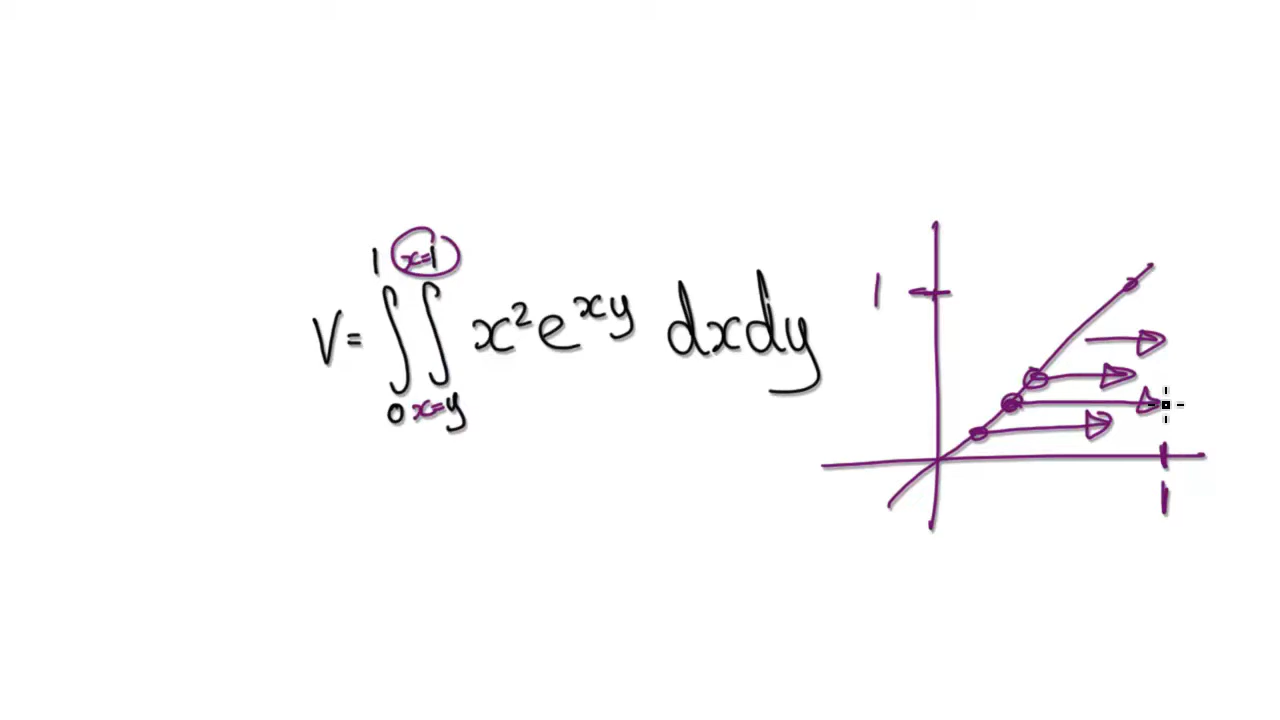 1 x=1
V= ∫∫ x²e^xy dxdy
0 x=y
1
1